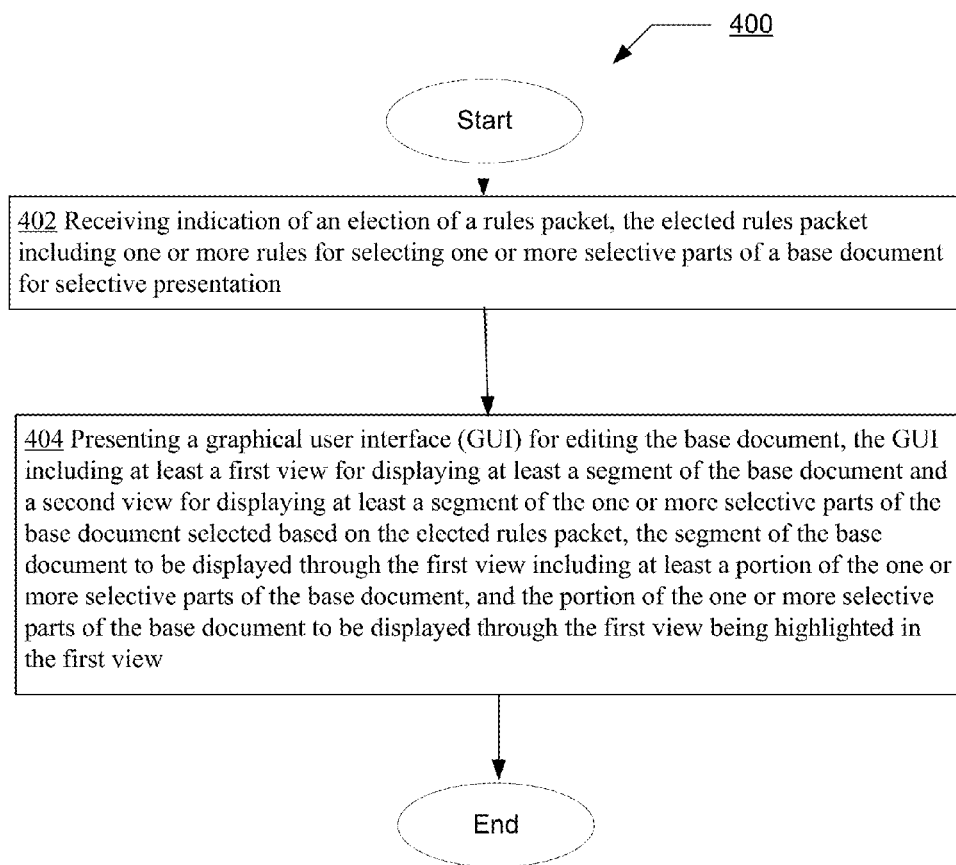 400
Start
402 Receiving indication of an election of a rules packet, the elected rules packet
including one or more rules for selecting one or more selective parts of a base document
for selective presentation
404 Presenting a graphical user interface (GUI) for editing the base document, the GUI
including at least a first view for displaying at least a segment of the base document and
a second view for displaying at least a segment of the one or more selective parts of the
base document selected based on the elected rules packet, the segment of the base
document to be displayed through the first view including at least a portion of the one or
more selective parts of the base document, and the portion of the one or more selective
parts of the base document to be displayed through the first view being highlighted in
the first view
End